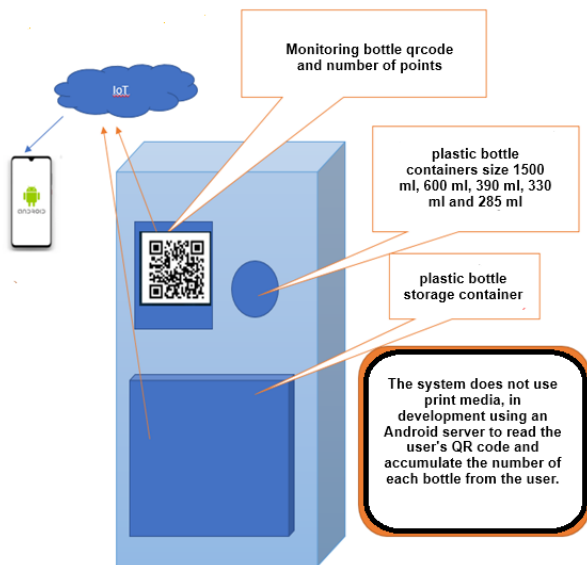 Monitoring bottle qrcode
and number of points
IoT
plastic bottle
containers size 1500
ml, 600 ml, 390 ml, 330
ml and 285 ml
android
plastic bottle
storage container
The system does not use
print media, in
development using an
Android server to read the
user's QR code and
accumulate the number of
each bottle from the user.